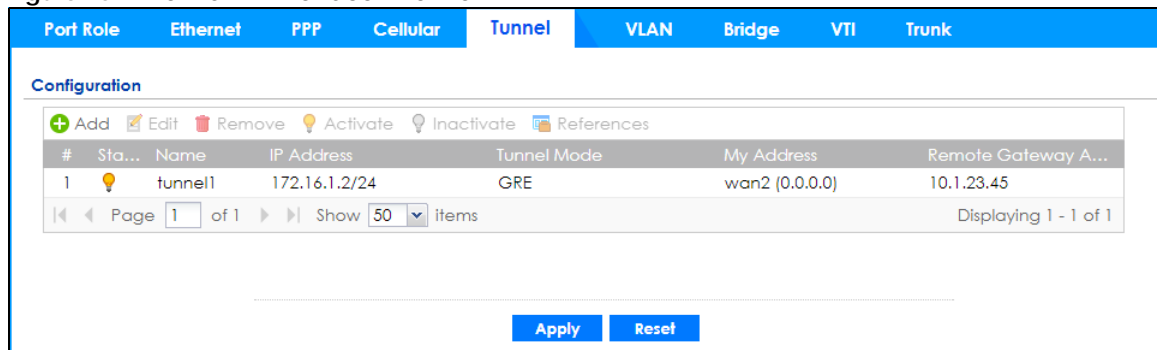 Port Role Ethernet PPP Cellular Tunnel VLAN Bridge VTI Trunk
Configuration
Add Edit Remove Activate Inactivate References
# Sta... Name IP Address Tunnel Mode My Address Remote Gateway A...
1 tunnel1 172.16.1.2/24 GRE wan2 (0.0.0.0) 10.1.23.45
Page 1 of 1 Show 50 items Displaying 1 - 1 of 1
Apply Reset